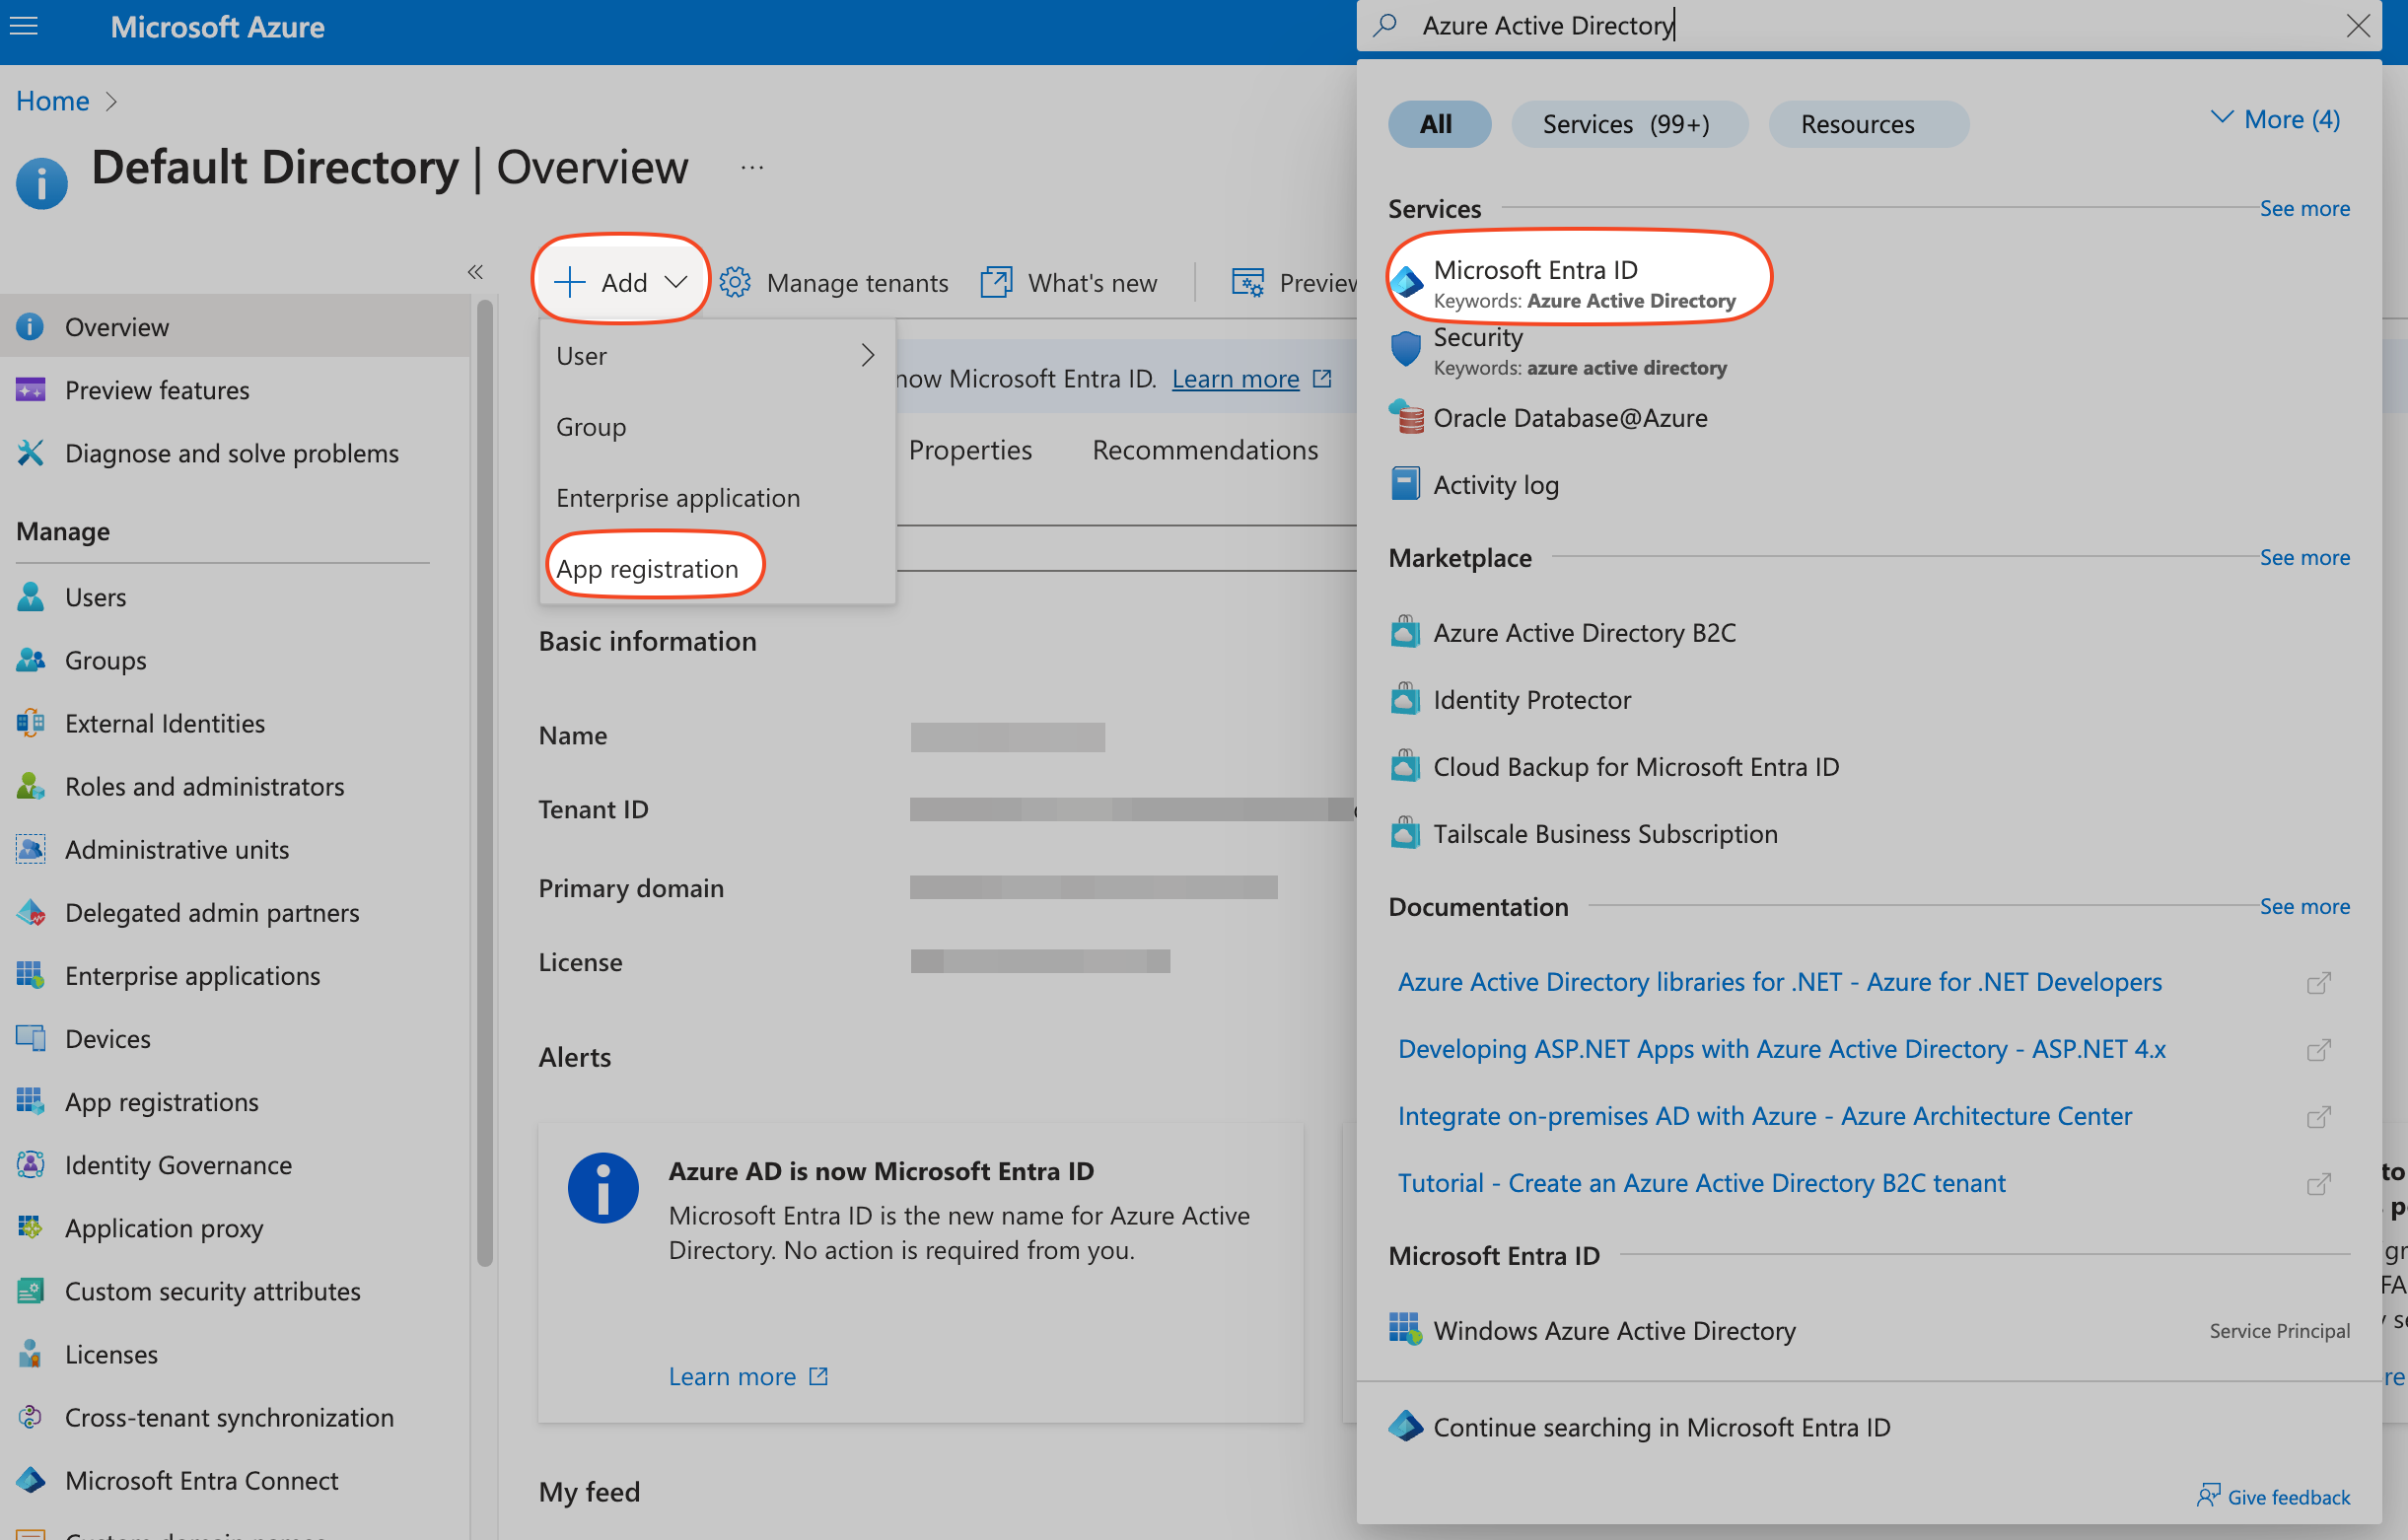 Microsoft Azure
Azure Active Directory
Home
Default Directory | Overview
...
Add
Manage tenants
What's new
User
Group
Enterprise application
App registration
now Microsoft Entra ID. Learn more
Properties
Recommendations
Overview
Preview features
Diagnose and solve problems
Manage
Users
Groups
External Identities
Roles and administrators
Administrative units
Delegated admin partners
Enterprise applications
Devices
App registrations
Identity Governance
Application proxy
Custom security attributes
Licenses
Cross-tenant synchronization
Microsoft Entra Connect
Basic information
Name
Tenant ID
Primary domain
License
Alerts
Azure AD is now Microsoft Entra ID
Microsoft Entra ID is the new name for Azure Active
Directory. No action is required from you.
Learn more
My feed
All
Services (99+)
Resources
More (4)
Services
See more
Microsoft Entra ID
Keywords: Azure Active Directory
Security
Keywords: azure active directory
Oracle Database@Azure
Activity log
Marketplace
See more
Azure Active Directory B2C
Identity Protector
Cloud Backup for Microsoft Entra ID
Tailscale Business Subscription
Documentation
See more
Azure Active Directory libraries for .NET - Azure for .NET Developers
Developing ASP.NET Apps with Azure Active Directory - ASP.NET 4.x
Integrate on-premises AD with Azure - Azure Architecture Center
Tutorial - Create an Azure Active Directory B2C tenant
Microsoft Entra ID
Windows Azure Active Directory
Service Principal
Continue searching in Microsoft Entra ID
Give feedback